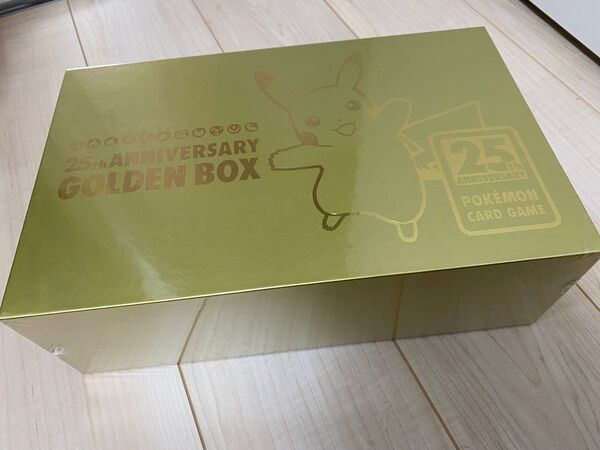 25th ANNIVERSARY
GOLDEN BOX
25th
ANNIVERSARY
POKÉMON
CARD GAME